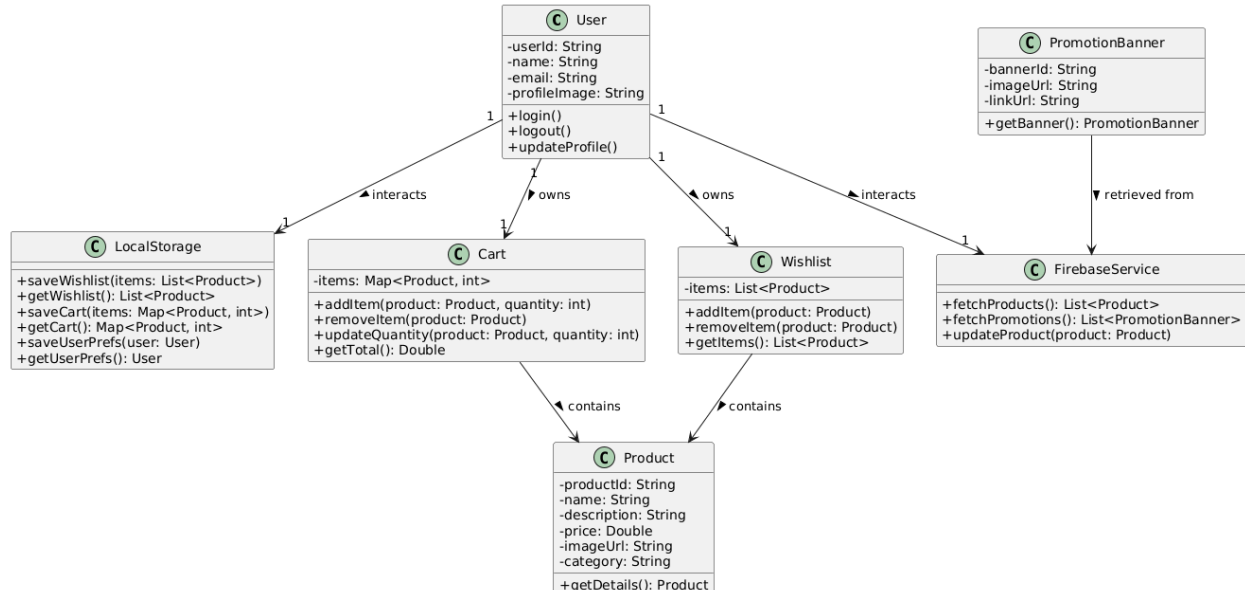 C User
-userId: String
-name: String
-email: String
-profileImage: String
+login()
+logout()
+updateProfile()
C PromotionBanner
-bannerId: String
-imageUrl: String
-linkUrl: String
+getBanner(): PromotionBanner
1
1
1
1
interacts
owns
owns
interacts
retrieved from
1
1
1
1
C LocalStorage
+saveWishlist(items: List<Product>)
+getWishlist(): List<Product>
+saveCart(items: Map<Product, int>)
+getCart(): Map<Product, int>
+saveUserPrefs(user: User)
+getUserPrefs(): User
C Cart
-items: Map<Product, int>
+addItem(product: Product, quantity: int)
+removeItem(product: Product)
+updateQuantity(product: Product, quantity: int)
+getTotal(): Double
C Wishlist
-items: List<Product>
+addItem(product: Product)
+removeItem(product: Product)
+getItems(): List<Product>
C FirebaseService
+fetchProducts(): List<Product>
+fetchPromotions(): List<PromotionBanner>
+updateProduct(product: Product)
contains
contains
C Product
-productId: String
-name: String
-description: String
-price: Double
-imageUrl: String
-category: String
+getDetails(): Product